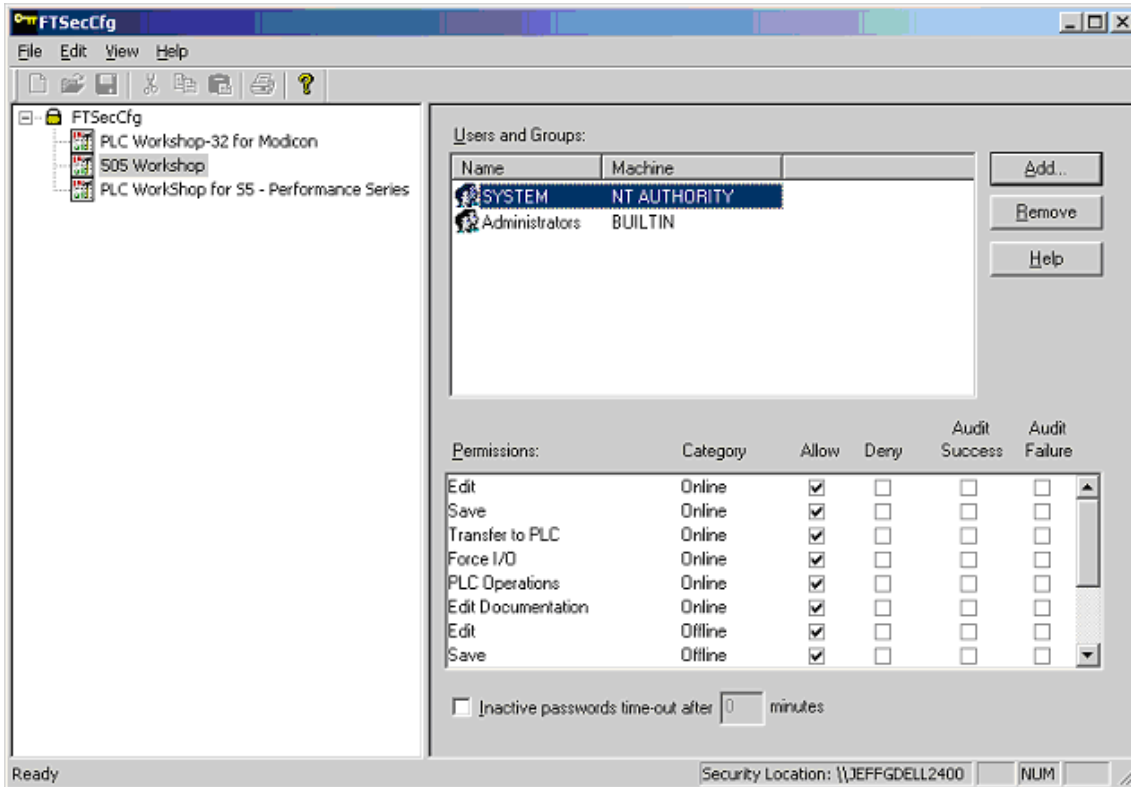 FTSecCfg
File Edit View Help
FTSecCfg
PLC Workshop-32 for Modicon
505 Workshop
PLC WorkShop for S5 - Performance Series
Users and Groups:
Name Machine
SYSTEM NT AUTHORITY
Administrators BUILTIN
Add...
Remove
Help
Permissions: Category Allow Deny Audit Success Audit Failure
Edit Online
Save Online
Transfer to PLC Online
Force I/O Online
PLC Operations Online
Edit Documentation Online
Edit Offline
Save Offline
Inactive passwords time-out after 0 minutes
Ready Security Location: \\JEFFGDELL2400 NUM